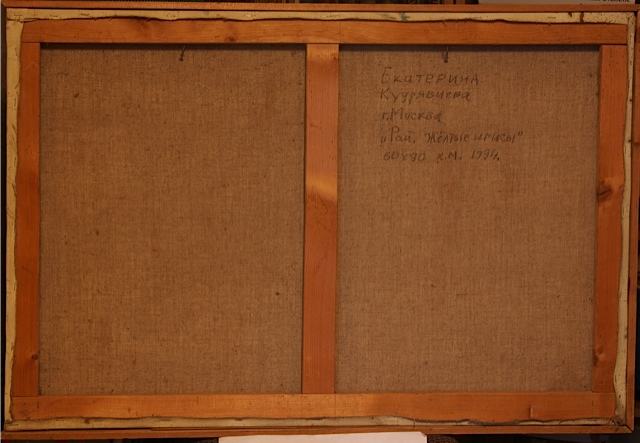 Екатерина
Кудрявцева
г. Москва
„Рай. Жёлтые ирисы"
60х90 х.м. 1994.